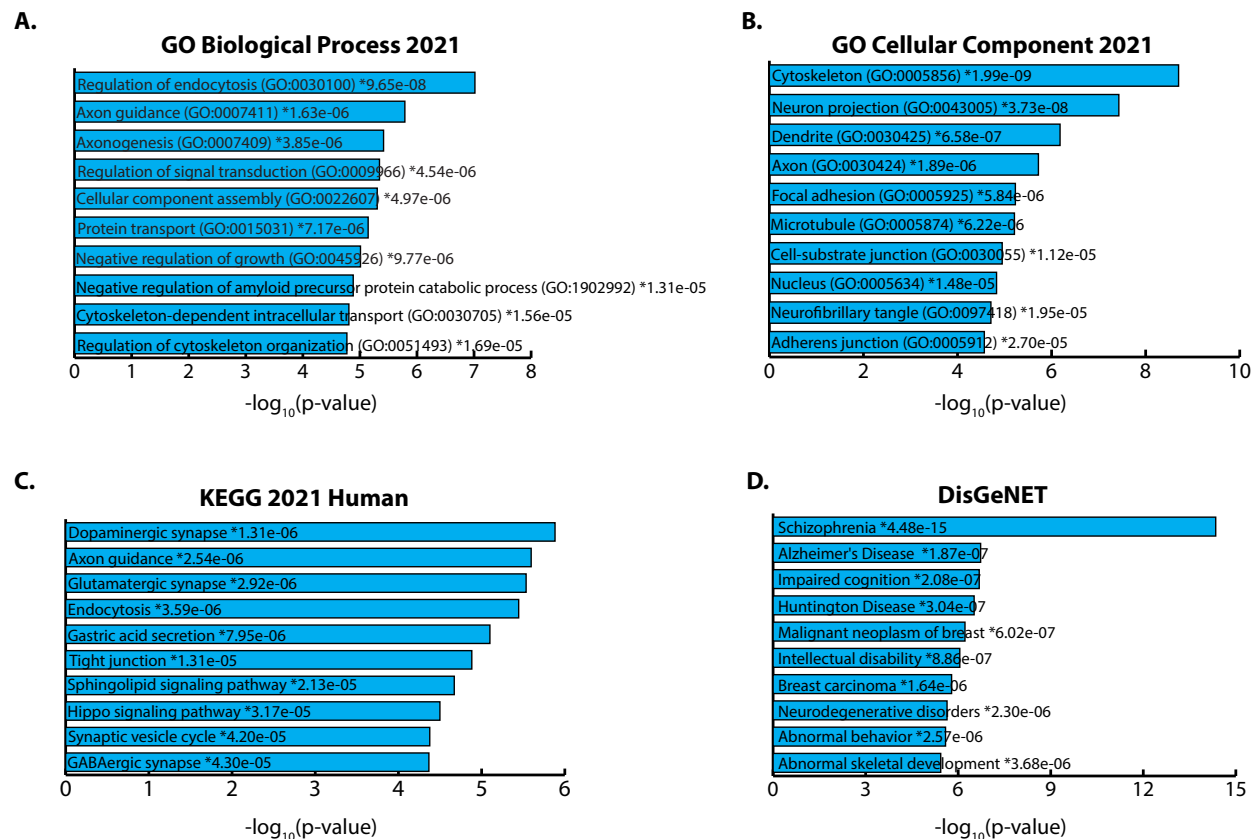 A.
GO Biological Process 2021
Regulation of endocytosis (GO:0030100) *9.65e-08
Axon guidance (GO:0007411) *1.63e-06
Axonogenesis (GO:0007409) *3.85e-06
Regulation of signal transduction (GO:0009966) *4.54e-06
Cellular component assembly (GO:0022607) *4.97e-06
Protein transport (GO:0015031) *7.17e-06
Negative regulation of growth (GO:0045926) *9.77e-06
Negative regulation of amyloid precursor protein catabolic process (GO:1902992) *1.31e-05
Cytoskeleton-dependent intracellular transport (GO:0030705) *1.56e-05
Regulation of cytoskeleton organization (GO:0051493) *1.69e-05
0 1 2 3 4 5 6 7 8
-log10(p-value)
B.
GO Cellular Component 2021
Cytoskeleton (GO:0005856) *1.99e-09
Neuron projection (GO:0043005) *3.73e-08
Dendrite (GO:0030425) *6.58e-07
Axon (GO:0030424) *1.89e-06
Focal adhesion (GO:0005925) *5.84e-06
Microtubule (GO:0005874) *6.22e-06
Cell-substrate junction (GO:0030055) *1.12e-05
Nucleus (GO:0005634) *1.48e-05
Neurofibrillary tangle (GO:0097418) *1.95e-05
Adherens junction (GO:0005912) *2.70e-05
0 2 4 6 8 10
-log10(p-value)
C.
KEGG 2021 Human
Dopaminergic synapse *1.31e-06
Axon guidance *2.54e-06
Glutamatergic synapse *2.92e-06
Endocytosis *3.59e-06
Gastric acid secretion *7.95e-06
Tight junction *1.31e-05
Sphingolipid signaling pathway *2.13e-05
Hippo signaling pathway *3.17e-05
Synaptic vesicle cycle *4.20e-05
GABAergic synapse *4.30e-05
0 1 2 3 4 5 6
-log10(p-value)
D.
DisGeNET
Schizophrenia *4.48e-15
Alzheimer's Disease *1.87e-07
Impaired cognition *2.08e-07
Huntington Disease *3.04e-07
Malignant neoplasm of breast *6.02e-07
Intellectual disability *8.86e-07
Breast carcinoma *1.64e-06
Neurodegenerative disorders *2.30e-06
Abnormal behavior *2.57e-06
Abnormal skeletal development *3.68e-06
0 3 6 9 12 15
-log10(p-value)